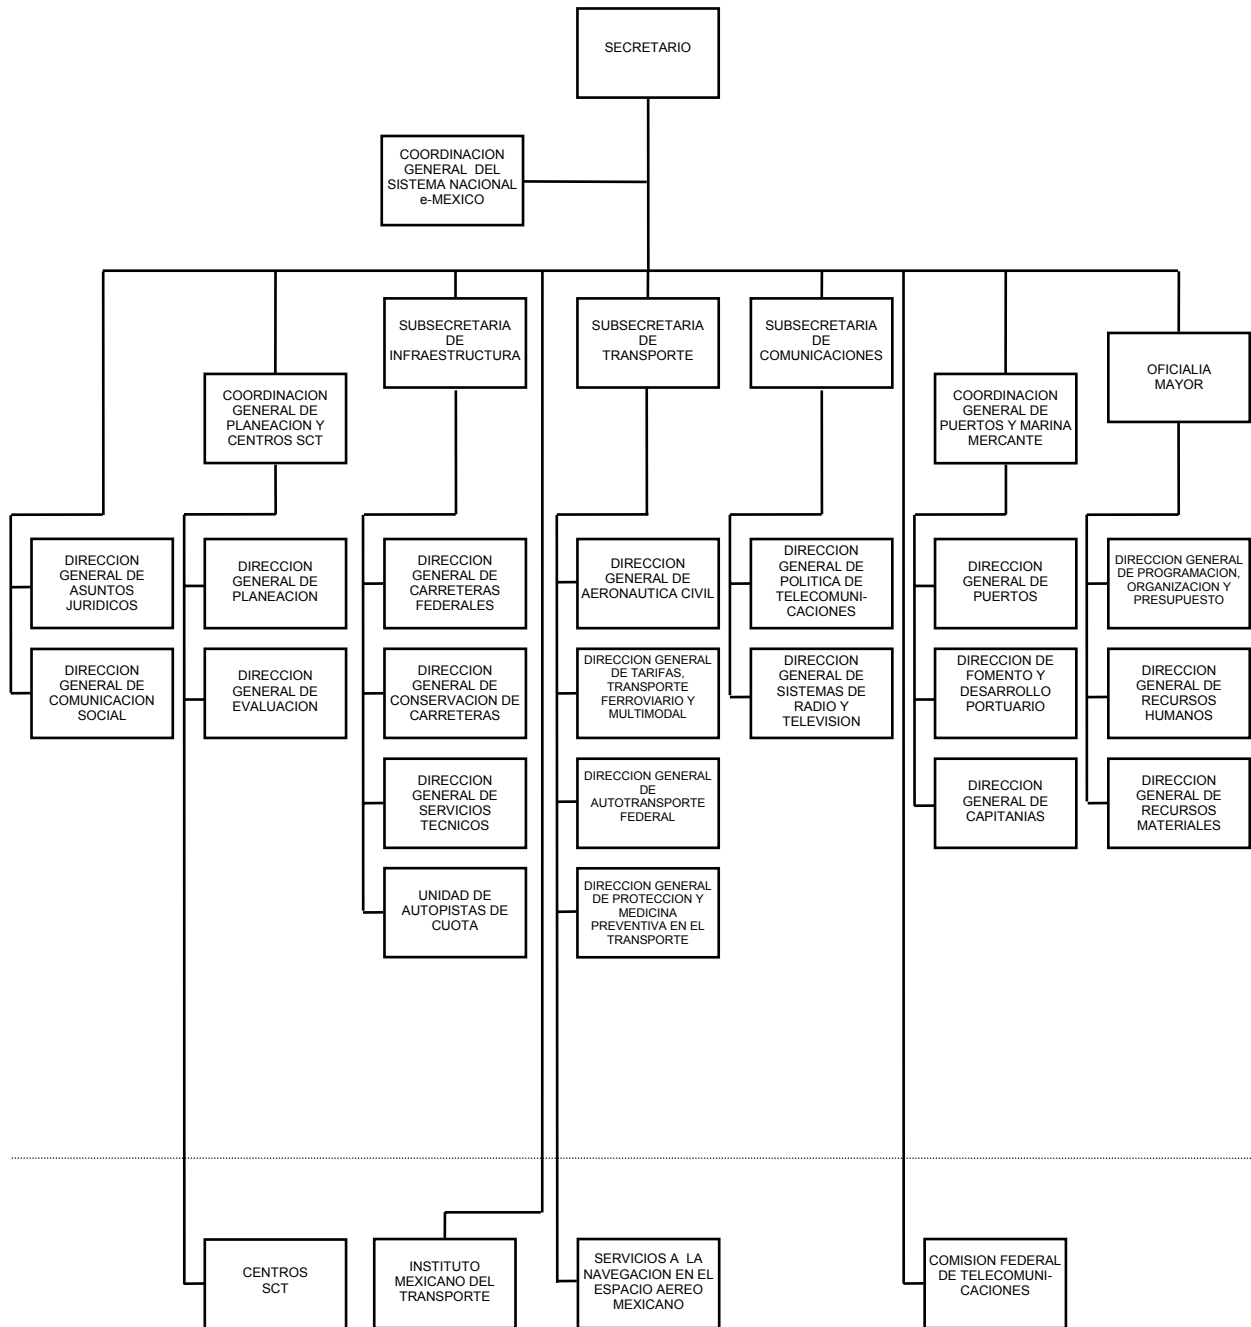 SECRETARIO
COORDINACION
GENERAL DEL
SISTEMA NACIONAL
e-MEXICO
SUBSECRETARIA
DE
INFRAESTRUCTURA
SUBSECRETARIA
DE
TRANSPORTE
SUBSECRETARIA
DE
COMUNICACIONES
OFICIALIA
MAYOR
COORDINACION
GENERAL DE
PLANEACION Y
CENTROS SCT
COORDINACION
GENERAL DE
PUERTOS Y MARINA
MERCANTE
DIRECCION
GENERAL DE
ASUNTOS
JURIDICOS
DIRECCION
GENERAL DE
PLANEACION
DIRECCION
GENERAL DE
CARRETERAS
FEDERALES
DIRECCION
GENERAL DE
AERONAUTICA CIVIL
DIRECCION
GENERAL DE
POLITICA DE
TELECOMUNI-
CACIONES
DIRECCION
GENERAL DE
PUERTOS
DIRECCION GENERAL
DE PROGRAMACION,
ORGANIZACION Y
PRESUPUESTO
DIRECCION
GENERAL DE
COMUNICACION
SOCIAL
DIRECCION
GENERAL DE
EVALUACION
DIRECCION
GENERAL DE
CONSERVACION DE
CARRETERAS
DIRECCION GENERAL
DE TARIFAS,
TRANSPORTE
FERROVIARIO Y
MULTIMODAL
DIRECCION
GENERAL DE
SISTEMAS DE
RADIO Y
TELEVISION
DIRECCION DE
FOMENTO Y
DESARROLLO
PORTUARIO
DIRECCION
GENERAL DE
RECURSOS
HUMANOS
DIRECCION
GENERAL DE
SERVICIOS
TECNICOS
DIRECCION GENERAL
DE
AUTOTRANSPORTE
FEDERAL
DIRECCION
GENERAL DE
CAPITANIAS
DIRECCION
GENERAL DE
RECURSOS
MATERIALES
UNIDAD DE
AUTOPISTAS DE
CUOTA
DIRECCION GENERAL
DE PROTECCION Y
MEDICINA
PREVENTIVA EN EL
TRANSPORTE
CENTROS
SCT
INSTITUTO
MEXICANO DEL
TRANSPORTE
SERVICIOS A LA
NAVEGACION EN EL
ESPACIO AEREO
MEXICANO
COMISION FEDERAL
DE TELECOMUNI-
CACIONES